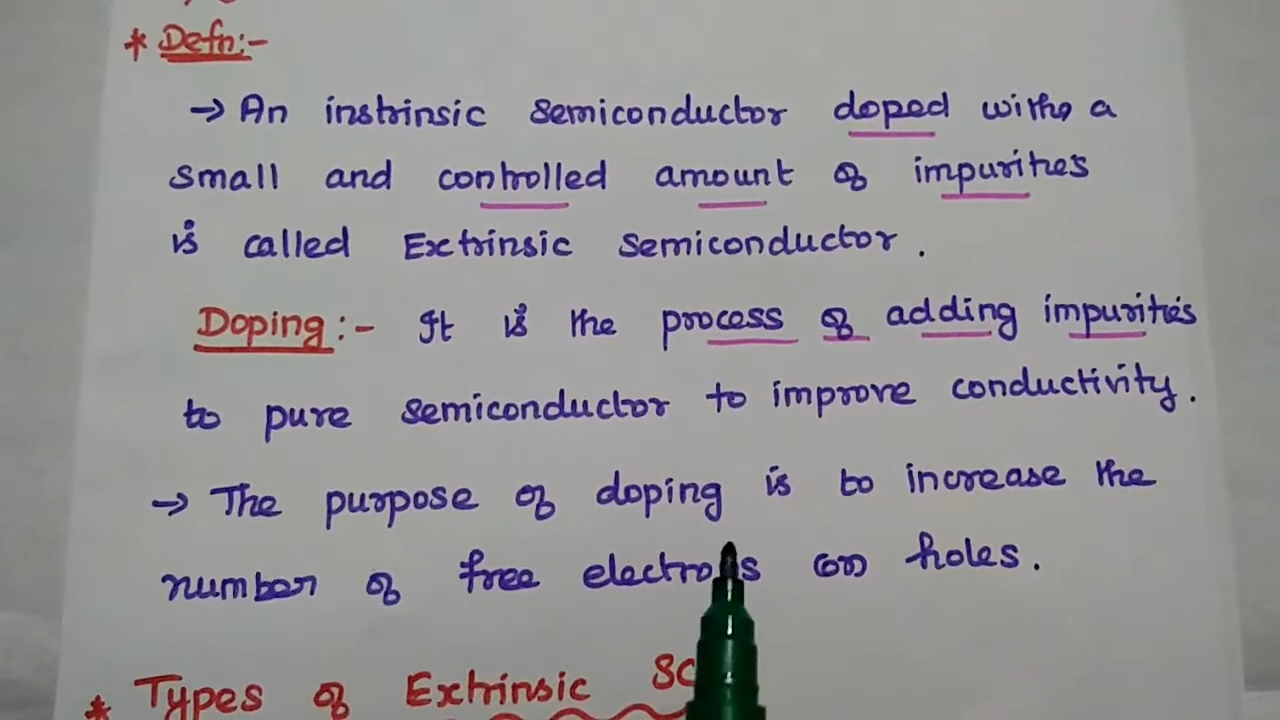 * Defn:-
→ An instrinsic semiconductor doped with a
small and controlled amount of impurities
is called Extrinsic semiconductor.
Doping:- It is the process of adding impurities
to pure semiconductor to improve conductivity.
→ The purpose of doping is to increase the
number of free electrons or holes.
* Types of Extrinsic SC